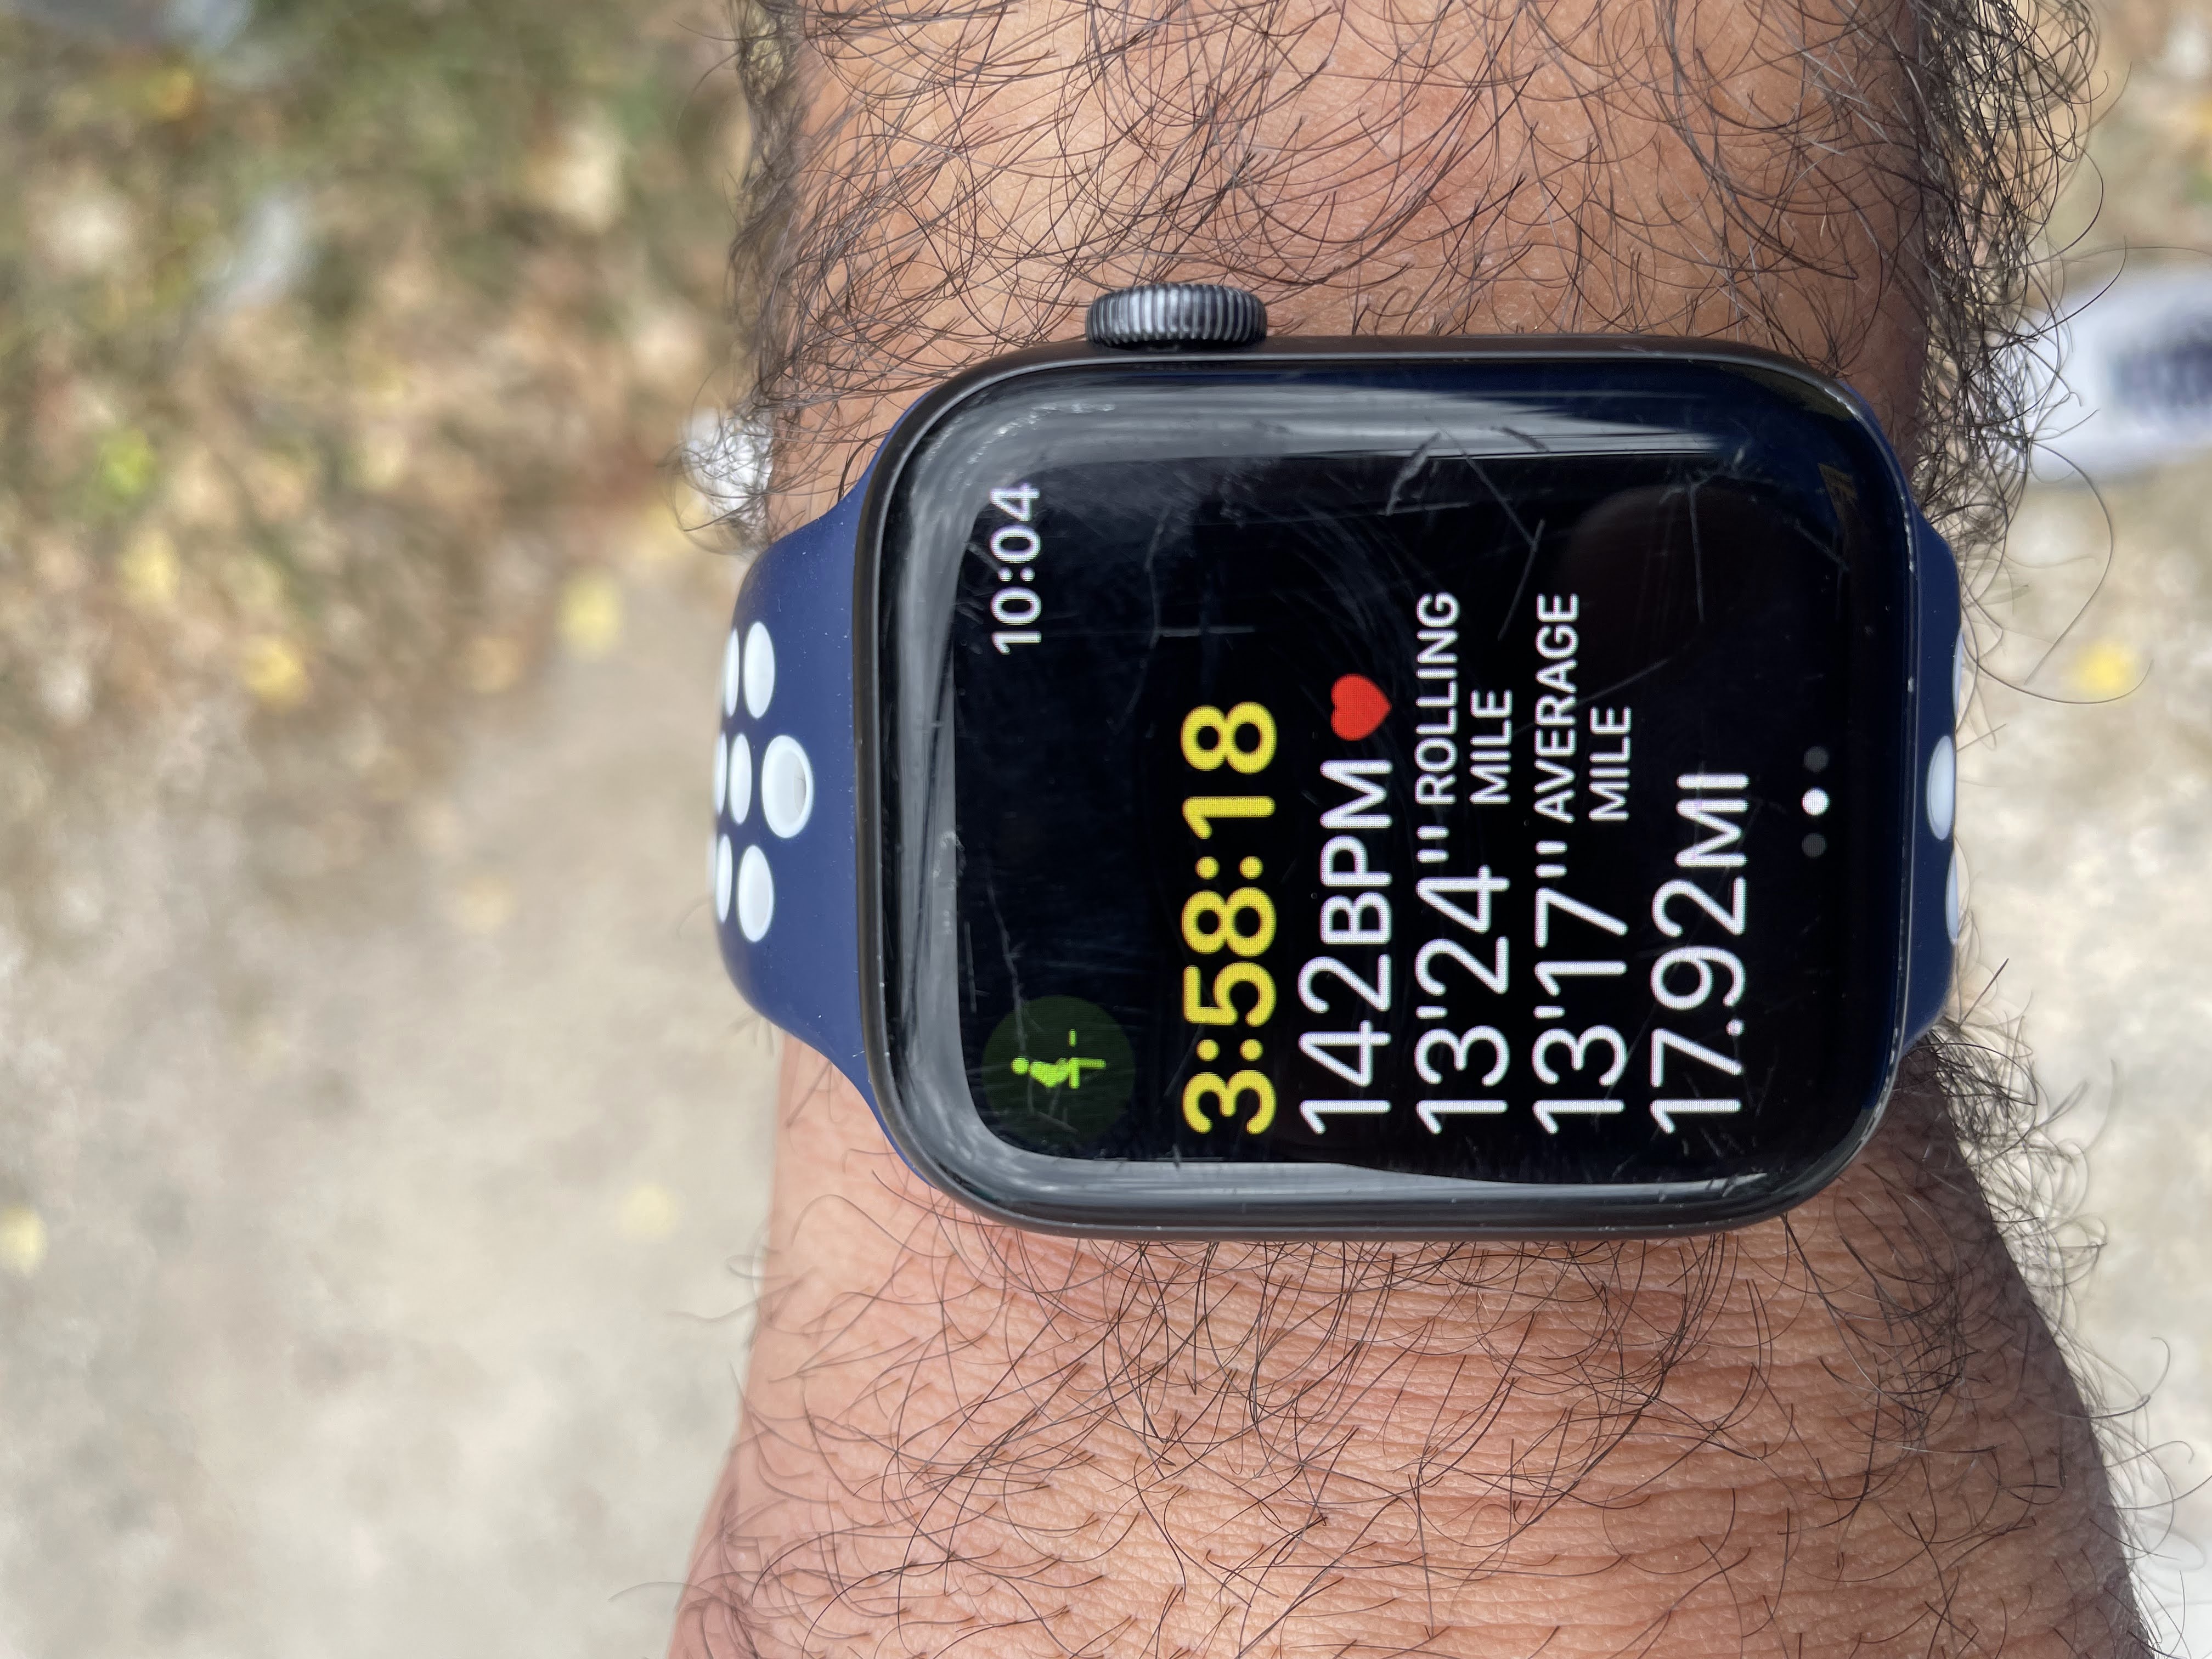 10:04
3:58:18
142BPM
13'24" ROLLING
MILE
13'17" AVERAGE
MILE
17.92MI